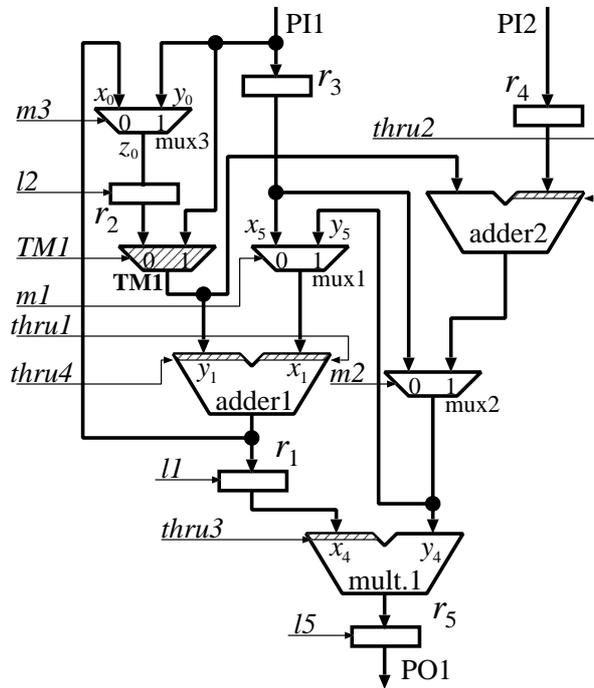 PI1 PI2
x0 y0 r3 r4
m3 0 1 mux3 thru2
z0
l2 r2
x5 y5 adder2
TM1 0 1 0 1
TM1 mux1
m1
thru1
thru4 y1 x1 m2 0 1
adder1 mux2
r1
l1
thru3
x4 y4
mult.1
l5 r5
PO1